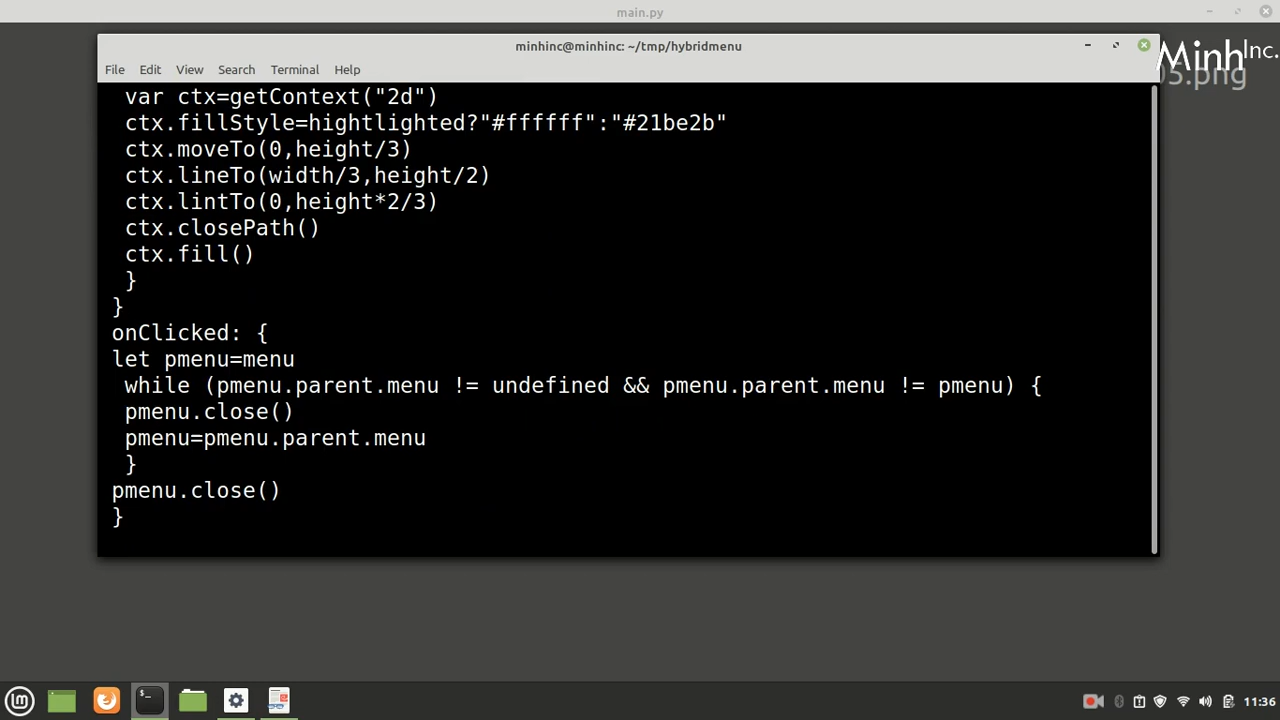 main.py
minhinc@minhinc: ~/tmp/hybridmenu
MinhInc.
05.png
File Edit View Search Terminal Help
var ctx=getContext("2d")
ctx.fillStyle=hightlighted?"#ffffff":"#21be2b"
ctx.moveTo(0,height/3)
ctx.lineTo(width/3,height/2)
ctx.lintTo(0,height*2/3)
ctx.closePath()
ctx.fill()
}
}
onClicked: {
let pmenu=menu
while (pmenu.parent.menu != undefined && pmenu.parent.menu != pmenu) {
pmenu.close()
pmenu=pmenu.parent.menu
}
pmenu.close()
}
11:36